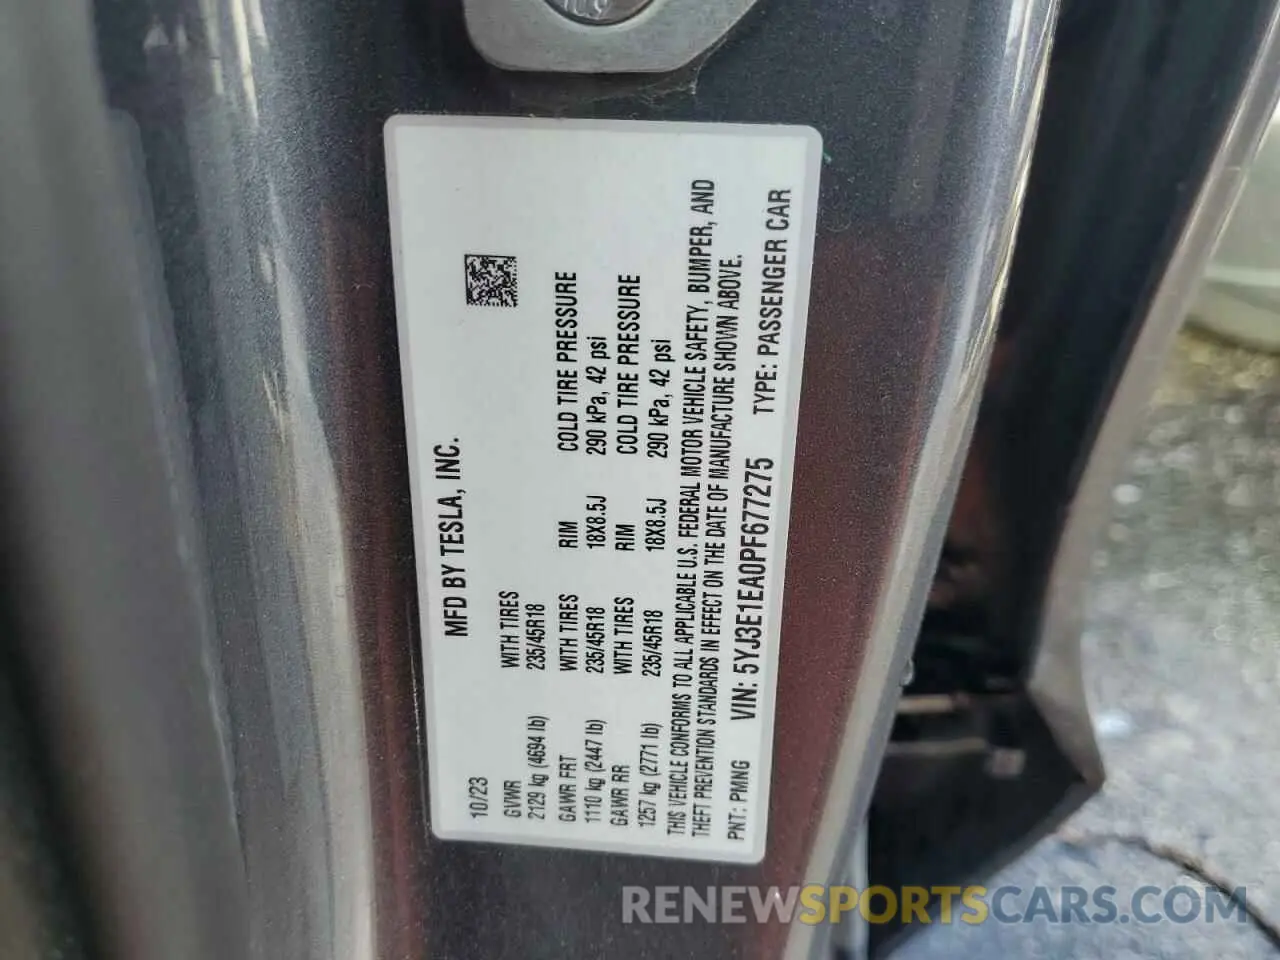 MFD BY TESLA, INC.
10/23
GVWR
2129 kg (4694 lb)
WITH TIRES
235/45R18
GAWR FRT
1110 kg (2447 lb)
WITH TIRES
235/45R18
RIM
18X8.5J
COLD TIRE PRESSURE
290 kPa, 42 psi
GAWR RR
1257 kg (2771 lb)
WITH TIRES
235/45R18
RIM
18X8.5J
COLD TIRE PRESSURE
290 kPa, 42 psi
THIS VEHICLE CONFORMS TO ALL APPLICABLE U.S. FEDERAL MOTOR VEHICLE SAFETY, BUMPER, AND
THEFT PREVENTION STANDARDS IN EFFECT ON THE DATE OF MANUFACTURE SHOWN ABOVE.
PNT: PMNG VIN: 5YJ3E1EA0PF677275 TYPE: PASSENGER CAR
RENEWSPORTSCARS.COM